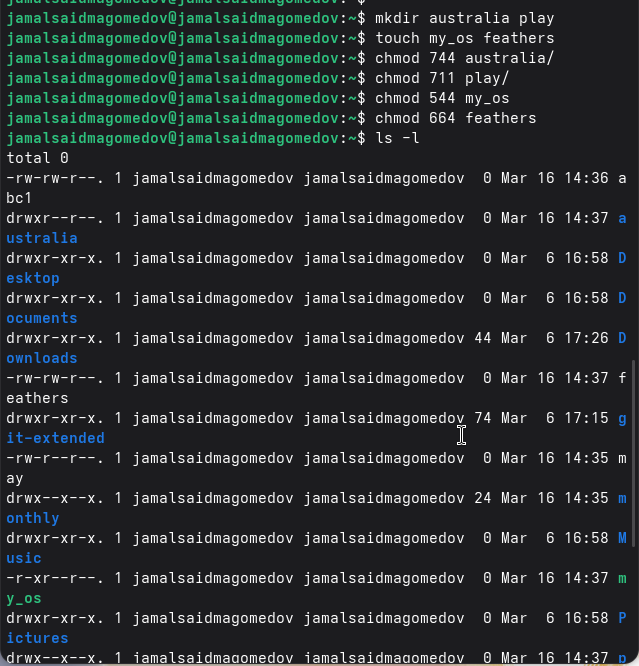 jamalsaidmagomedov@jamalsaidmagomedov:~$ mkdir australia play
jamalsaidmagomedov@jamalsaidmagomedov:~$ touch my_os feathers
jamalsaidmagomedov@jamalsaidmagomedov:~$ chmod 744 australia/
jamalsaidmagomedov@jamalsaidmagomedov:~$ chmod 711 play/
jamalsaidmagomedov@jamalsaidmagomedov:~$ chmod 544 my_os
jamalsaidmagomedov@jamalsaidmagomedov:~$ chmod 664 feathers
jamalsaidmagomedov@jamalsaidmagomedov:~$ ls -l
total 0
-rw-rw-r--. 1 jamalsaidmagomedov jamalsaidmagomedov  0 Mar 16 14:36 a
bc1
drwxr--r--. 1 jamalsaidmagomedov jamalsaidmagomedov  0 Mar 16 14:37 a
ustralia
drwxr-xr-x. 1 jamalsaidmagomedov jamalsaidmagomedov  0 Mar  6 16:58 D
esktop
drwxr-xr-x. 1 jamalsaidmagomedov jamalsaidmagomedov  0 Mar  6 16:58 D
ocuments
drwxr-xr-x. 1 jamalsaidmagomedov jamalsaidmagomedov 44 Mar  6 17:26 D
ownloads
-rw-rw-r--. 1 jamalsaidmagomedov jamalsaidmagomedov  0 Mar 16 14:37 f
eathers
drwxr-xr-x. 1 jamalsaidmagomedov jamalsaidmagomedov 74 Mar  6 17:15 g
it-extended
-rw-r--r--. 1 jamalsaidmagomedov jamalsaidmagomedov  0 Mar 16 14:35 m
ay
drwx--x--x. 1 jamalsaidmagomedov jamalsaidmagomedov 24 Mar 16 14:35 m
onthly
drwxr-xr-x. 1 jamalsaidmagomedov jamalsaidmagomedov  0 Mar  6 16:58 M
usic
-r-xr--r--. 1 jamalsaidmagomedov jamalsaidmagomedov  0 Mar 16 14:37 m
y_os
drwxr-xr-x. 1 jamalsaidmagomedov jamalsaidmagomedov  0 Mar  6 16:58 P
ictures
drwx--x--x. 1 jamalsaidmagomedov jamalsaidmagomedov  0 Mar 16 14:37 p